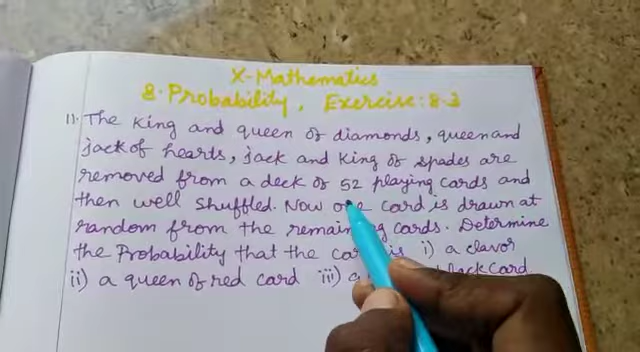 X-Mathematics
8. Probability, Exercise: 8.3
11. The king and queen of diamonds, queen and
jack of hearts, jack and king of spades are
removed from a deck of 52 playing cards and
then well shuffled. Now one card is drawn at
random from the remaining cards. Determine
the Probability that the is i) a clavor
ii) a queen of red card iii) a black card